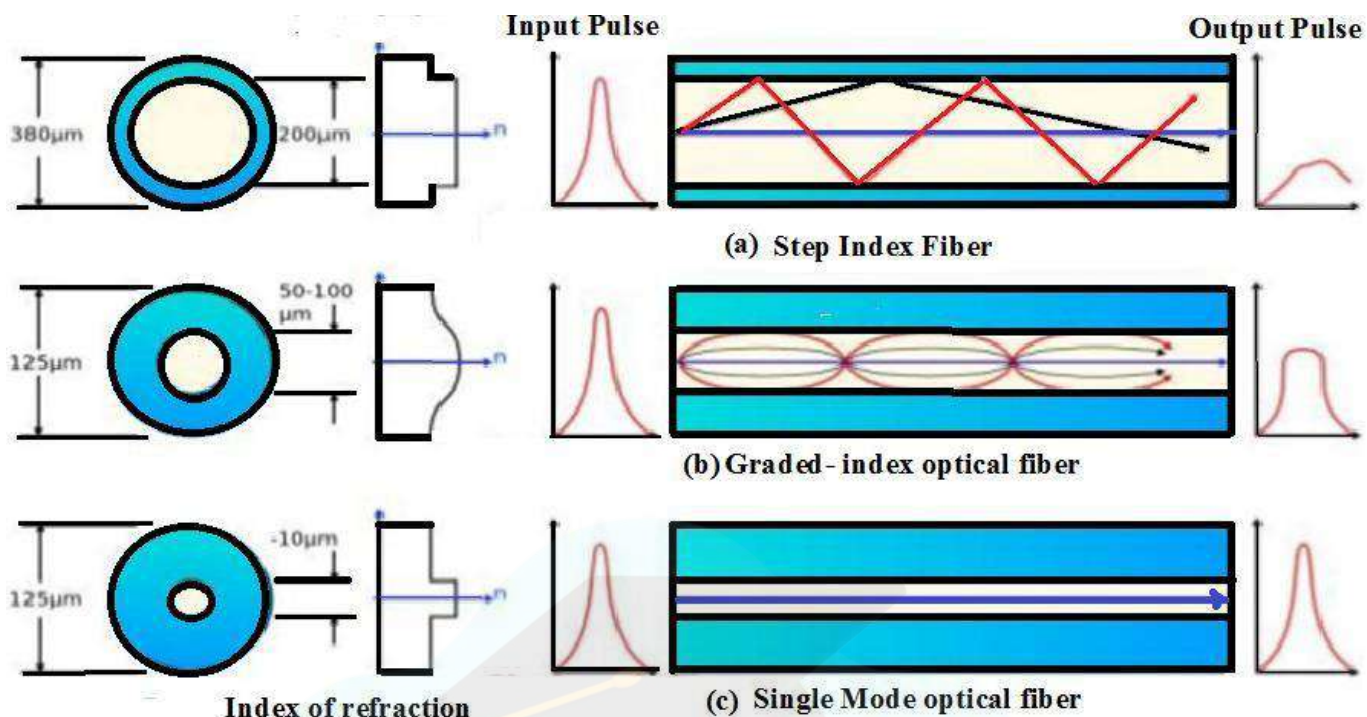 Input Pulse
Output Pulse
380µm
200µm
n
(a) Step Index Fiber
50-100
µm
125µm
n
(b) Graded- index optical fiber
-10µm
125µm
n
Index of refraction
(c) Single Mode optical fiber